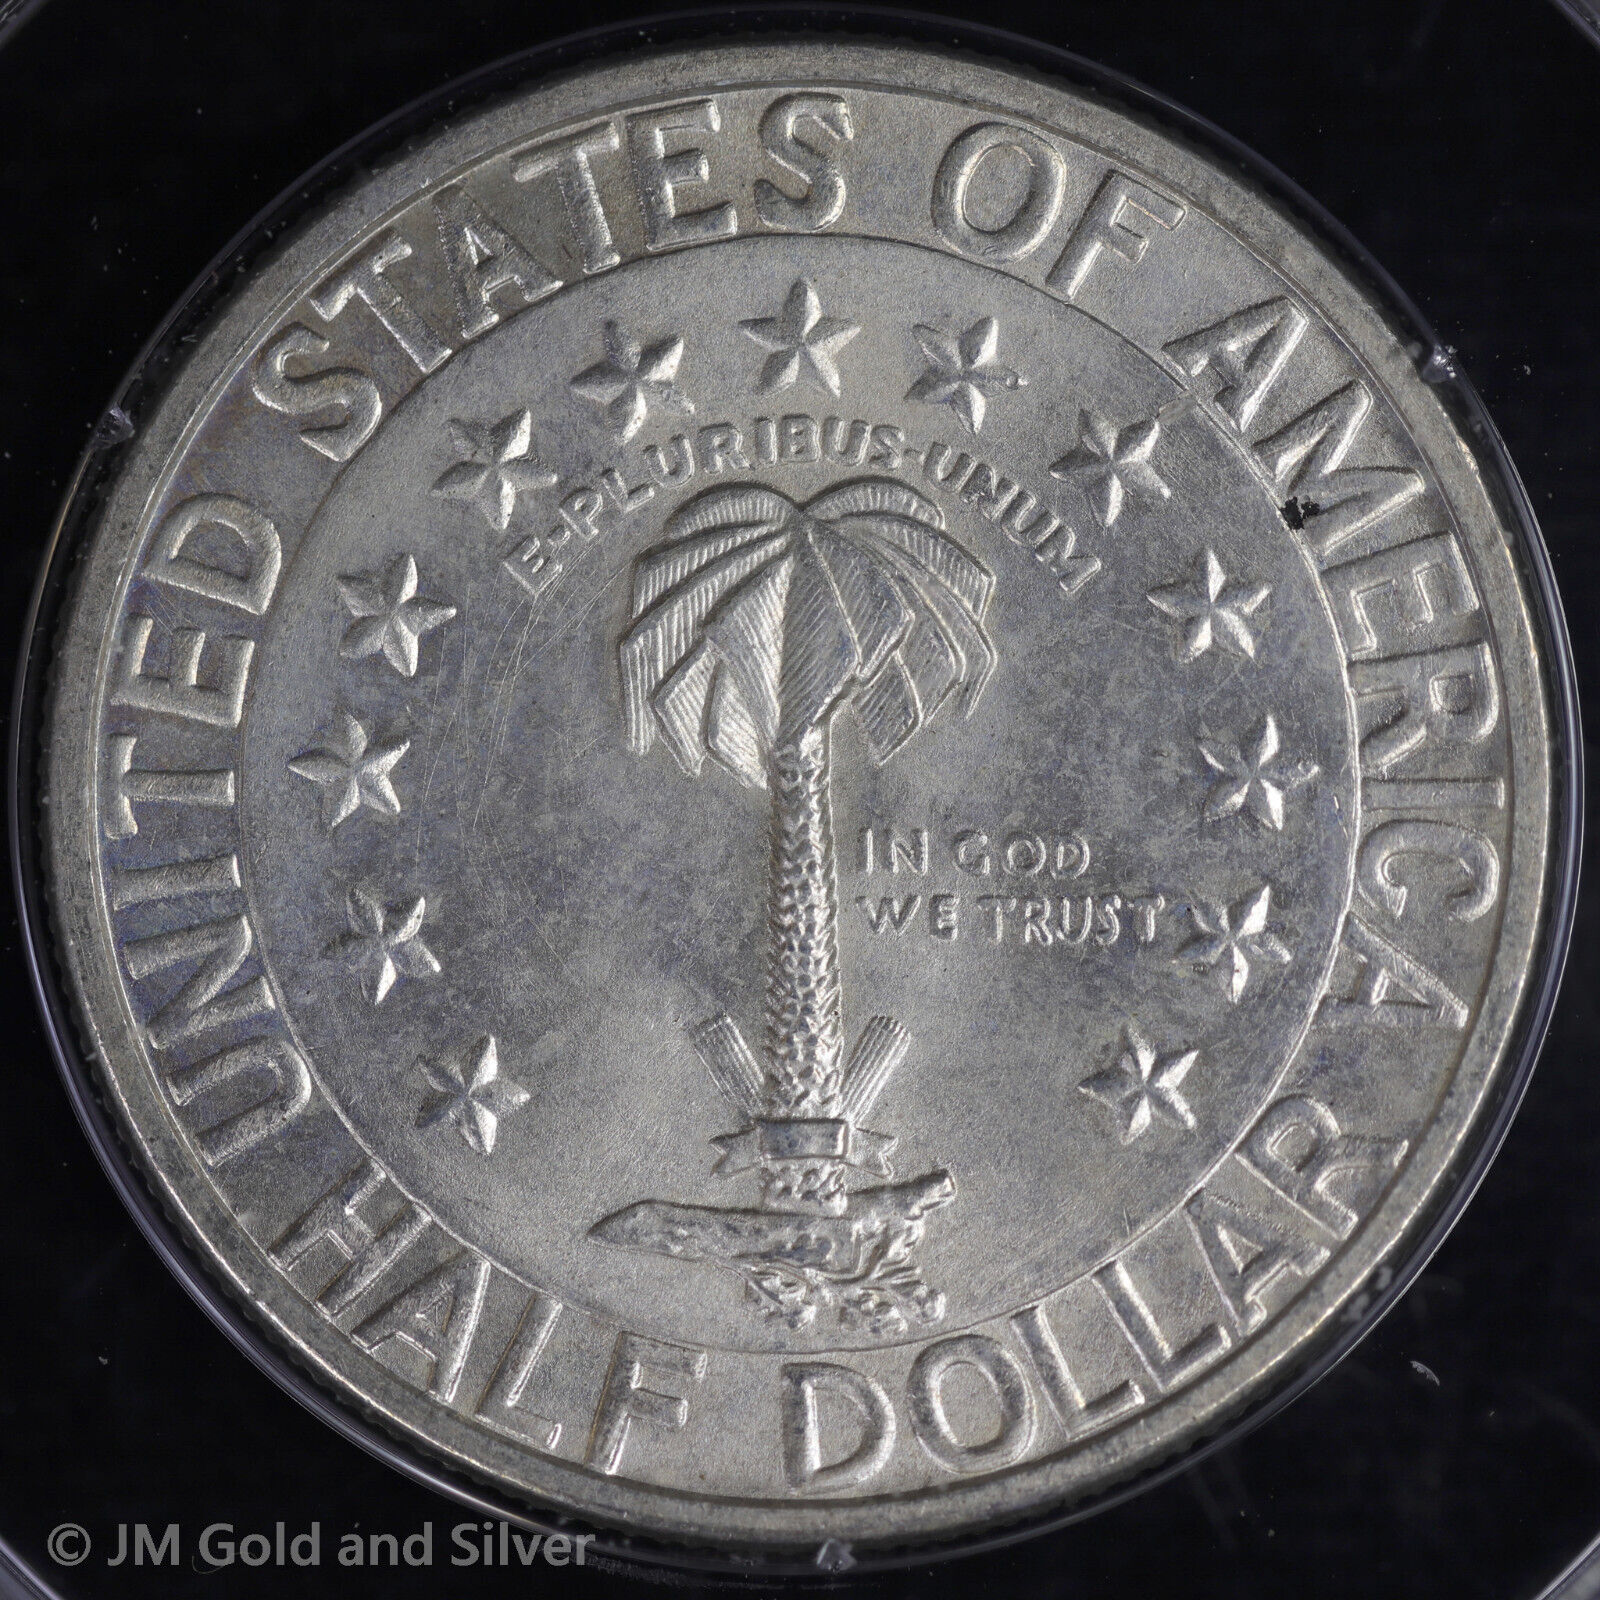 UNITED STATES OF AMERICA
E·PLURIBUS·UNUM
IN GOD
WE TRUST
HALF DOLLAR
© JM Gold and Silver